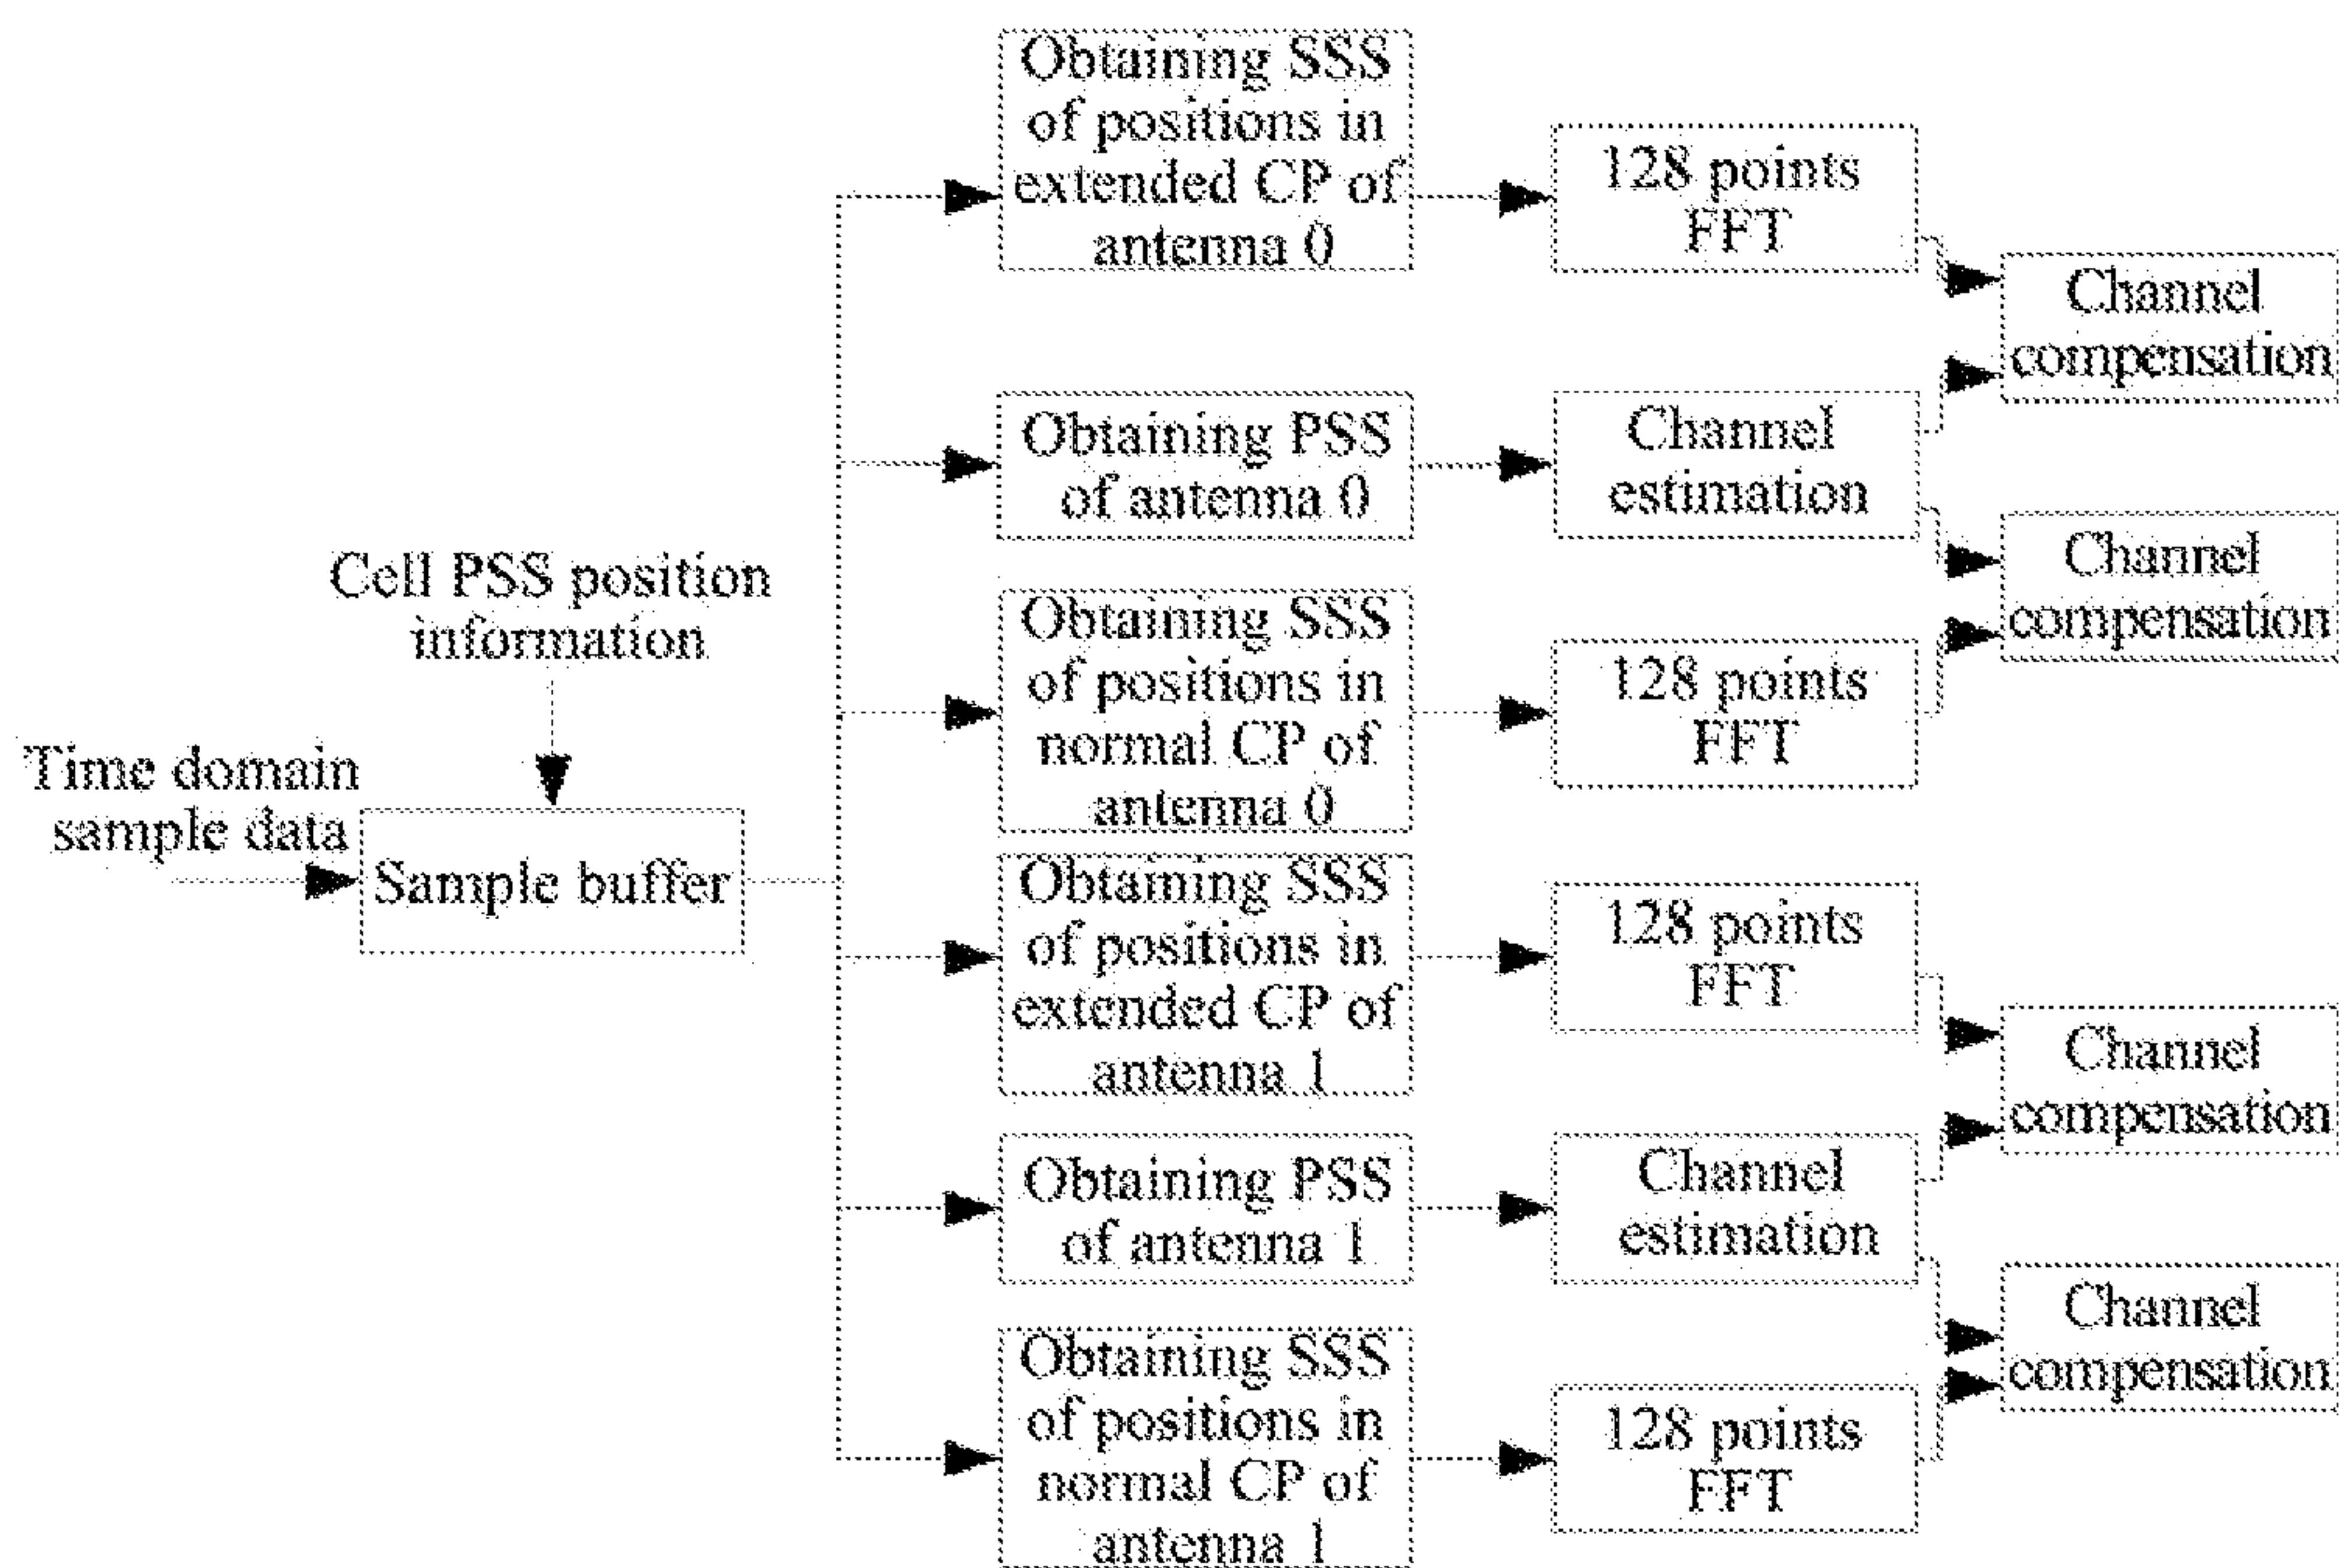 Time domain
sample data
Cell PSS position
information
Sample buffer
Obtaining SSS
of positions in
extended CP of
antenna 0
128 points
FFT
Channel
compensation
Obtaining PSS
of antenna 0
Channel
estimation
Channel
compensation
Obtaining SSS
of positions in
normal CP of
antenna 0
128 points
FFT
Obtaining SSS
of positions in
extended CP of
antenna 1
128 points
FFT
Channel
compensation
Obtaining PSS
of antenna 1
Channel
estimation
Channel
compensation
Obtaining SSS
of positions in
normal CP of
antenna 1
128 points
FFT